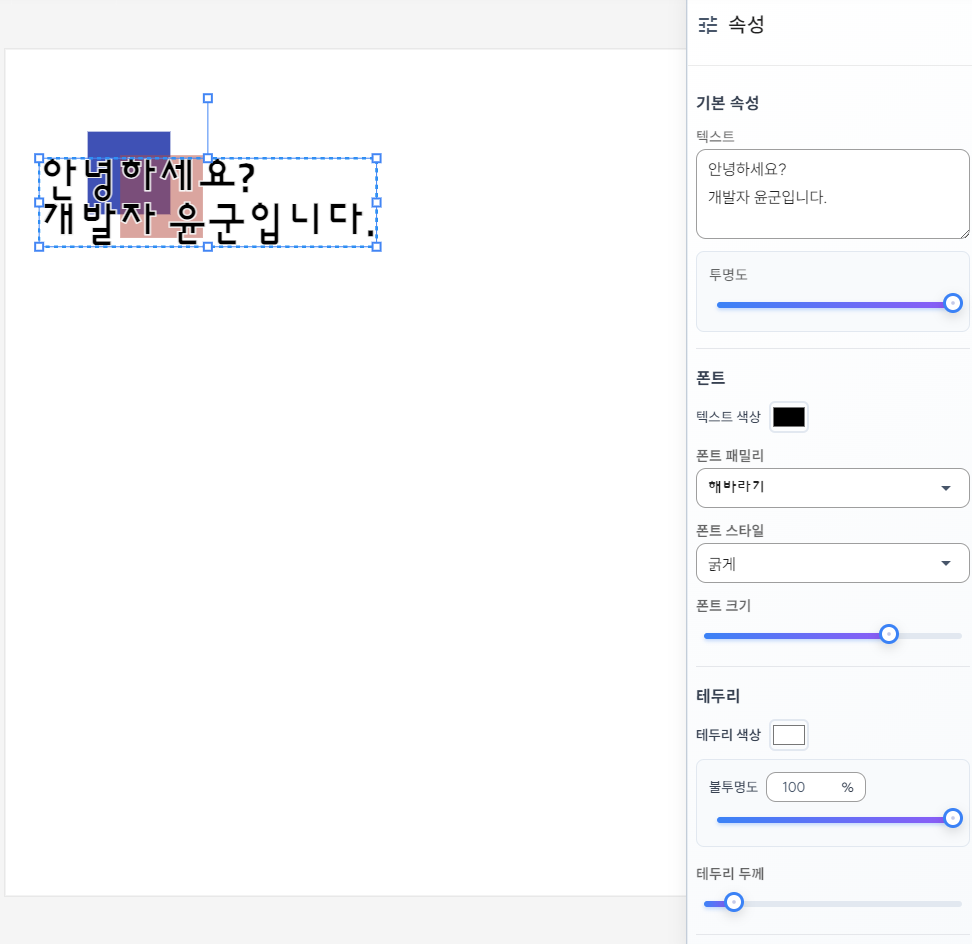 안녕하세요?
개발자 윤군입니다.
속성
기본 속성
텍스트
안녕하세요?
개발자 윤군입니다.
투명도
폰트
텍스트 색상
폰트 패밀리
해바라기
폰트 스타일
굵게
폰트 크기
테두리
테두리 색상
불투명도 100 %
테두리 두께